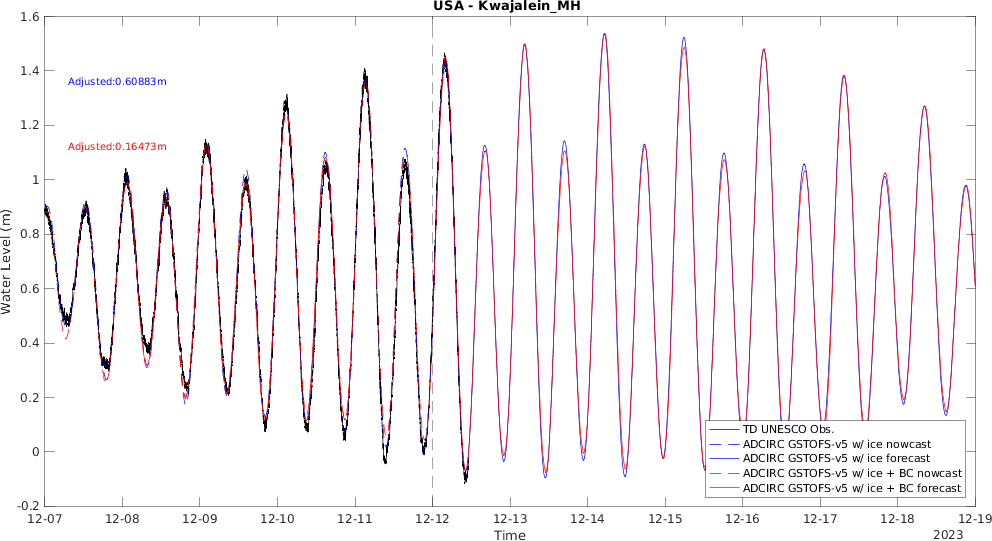 USA - Kwajalein_MH
1.6
1.4
1.2
1
0.8
0.6
0.4
0.2
0
-0.2
Water Level (m)
Adjusted:0.60883m
Adjusted:0.16473m
TD UNESCO Obs.
ADCIRC GSTOFS-v5 w/ ice nowcast
ADCIRC GSTOFS-v5 w/ ice forecast
ADCIRC GSTOFS-v5 w/ ice + BC nowcast
ADCIRC GSTOFS-v5 w/ ice + BC forecast
12-07 12-08 12-09 12-10 12-11 12-12 12-13 12-14 12-15 12-16 12-17 12-18 12-19
Time
2023